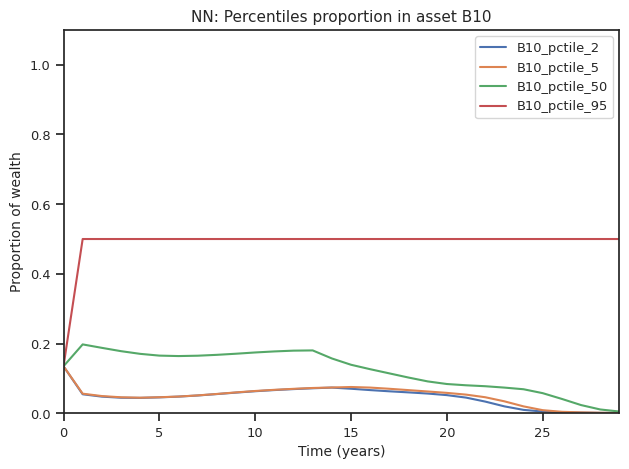 NN: Percentiles proportion in asset B10
B10_pctile_2
B10_pctile_5
B10_pctile_50
B10_pctile_95
Proportion of wealth
1.0
0.8
0.6
0.4
0.2
0.0
0 5 10 15 20 25
Time (years)